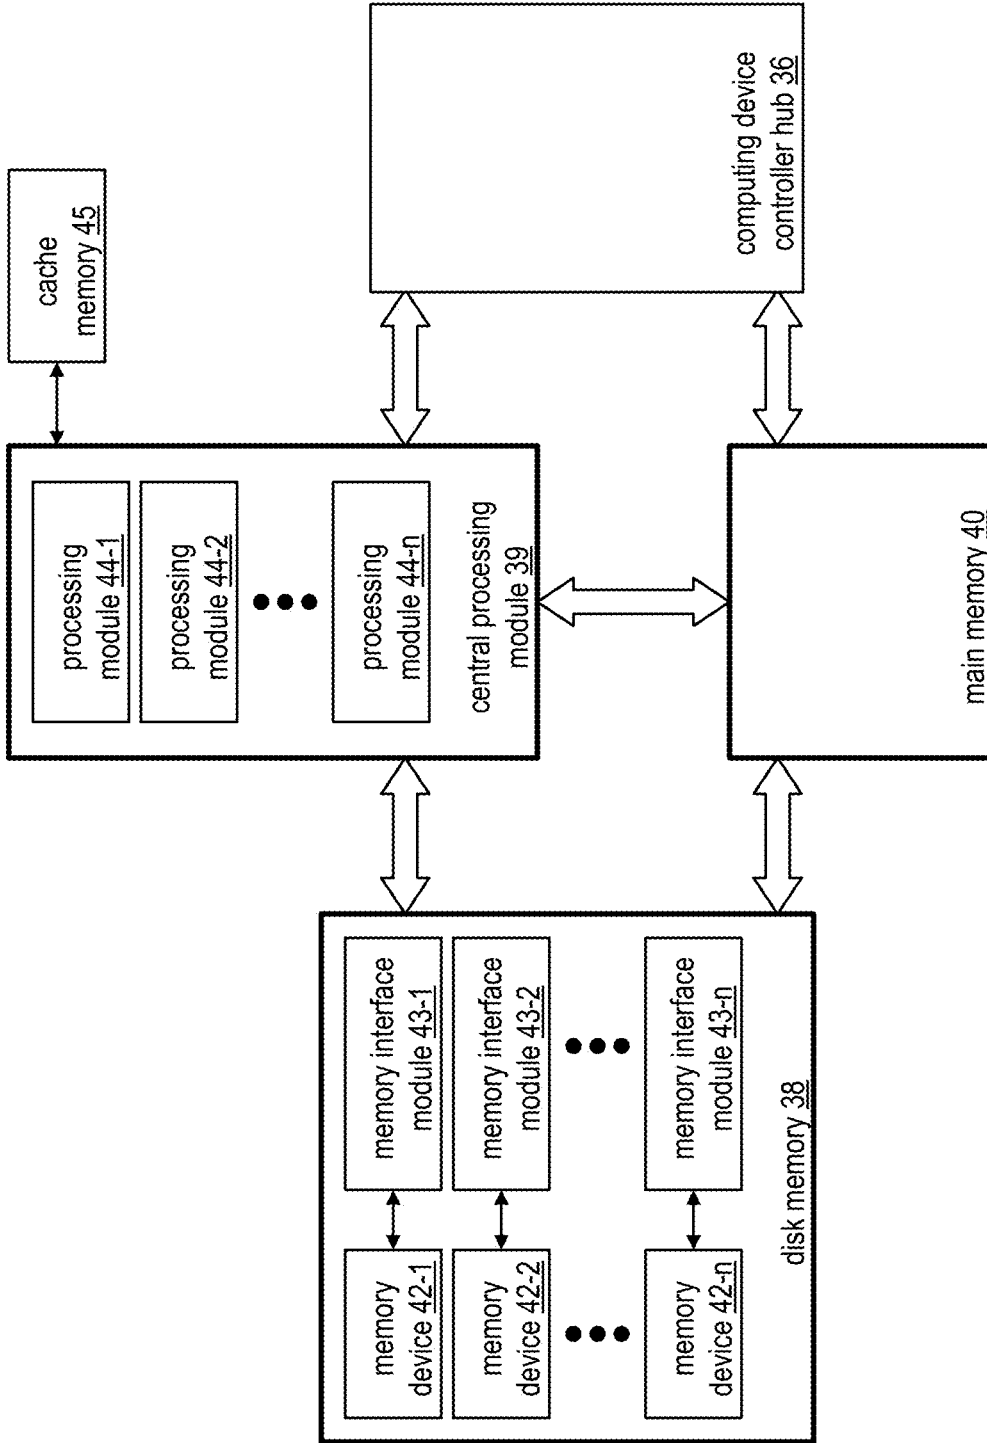 memory
device 42-1
memory
device 42-2
memory
device 42-n
memory interface
module 43-1
memory interface
module 43-2
memory interface
module 43-n
disk memory 38
processing
module 44-1
processing
module 44-2
processing
module 44-n
central processing
module 39
main memory 40
cache
memory 45
computing device
controller hub 36